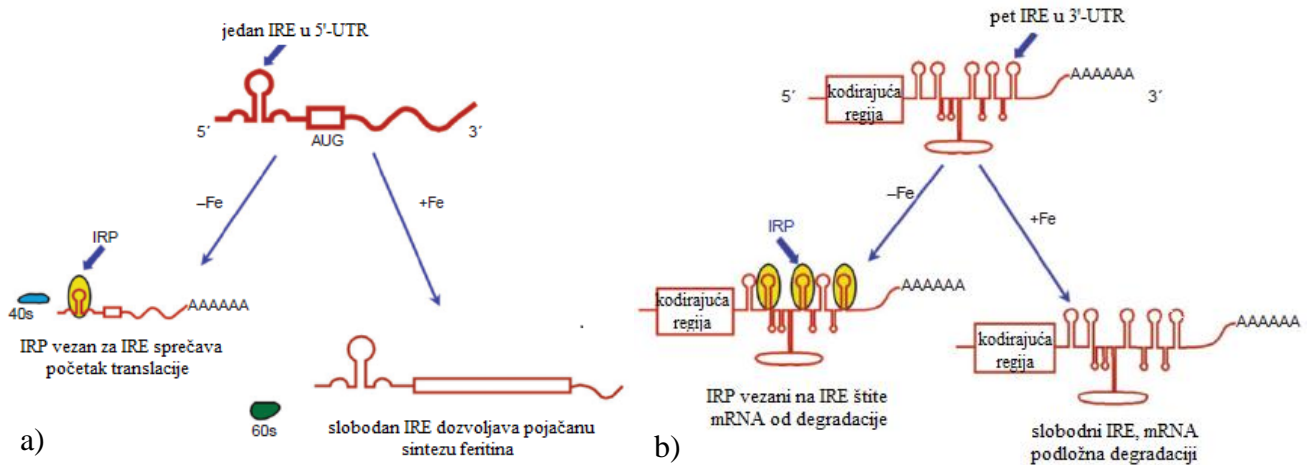 jedan IRE u 5'-UTR
5´
AUG
3´
–Fe
+Fe
IRP
40s
AAAAAA
IRP vezan za IRE sprečava
početak translacije
60s
slobodan IRE dozvoljava pojačanu
sintezu feritina
a)
pet IRE u 3'-UTR
5´
kodirajuća
regija
AAAAAA
3´
–Fe
+Fe
IRP
kodirajuća
regija
AAAAAA
IRP vezani na IRE štite
mRNA od degradacije
kodirajuća
regija
AAAAAA
slobodni IRE, mRNA
podložna degradaciji
b)